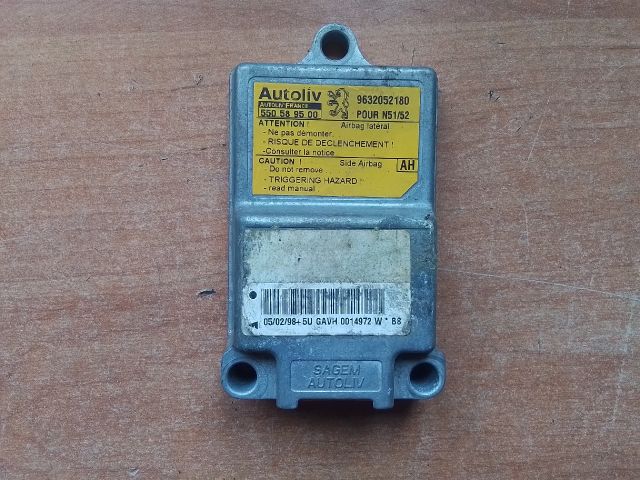 Autoliv
AUTOLIV-FRANCE
550 58 95 00
9632052180
POUR N51/52
ATTENTION ! Airbag latéral
- Ne pas démonter.
- RISQUE DE DECLENCHEMENT !
-Consulter la notice
CAUTION ! Side Airbag AH
Do not remove
- TRIGGERING HAZARD !
- read manual
05/02/98+5U GAVH 0014972 W * B8
SAGEM
AUTOLIV